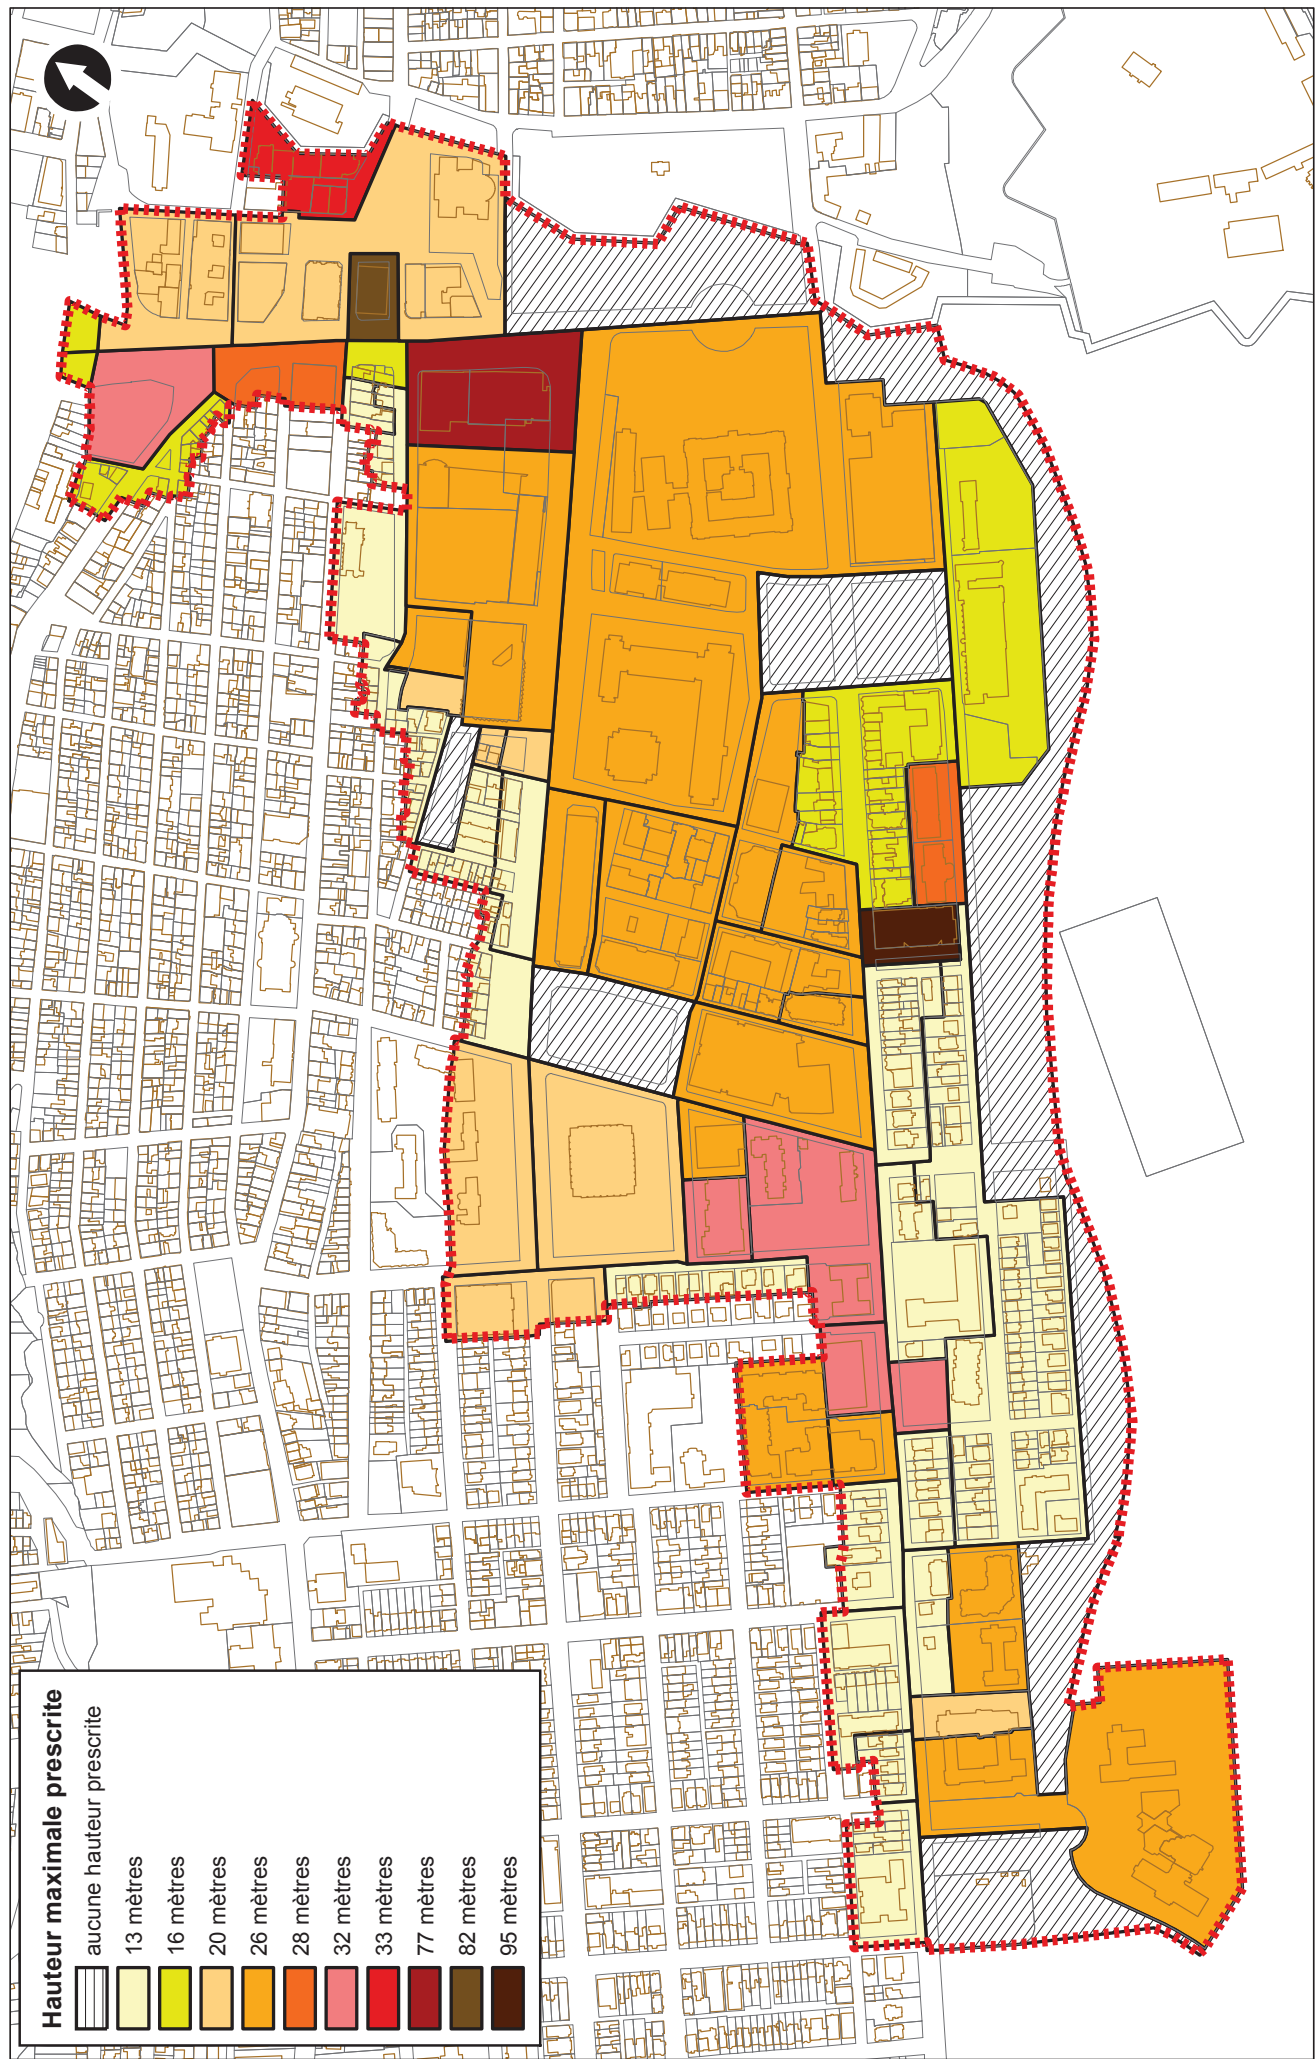 Hauteur maximale prescrite
aucune hauteur prescrite
13 mètres
16 mètres
20 mètres
26 mètres
28 mètres
32 mètres
33 mètres
77 mètres
82 mètres
95 mètres